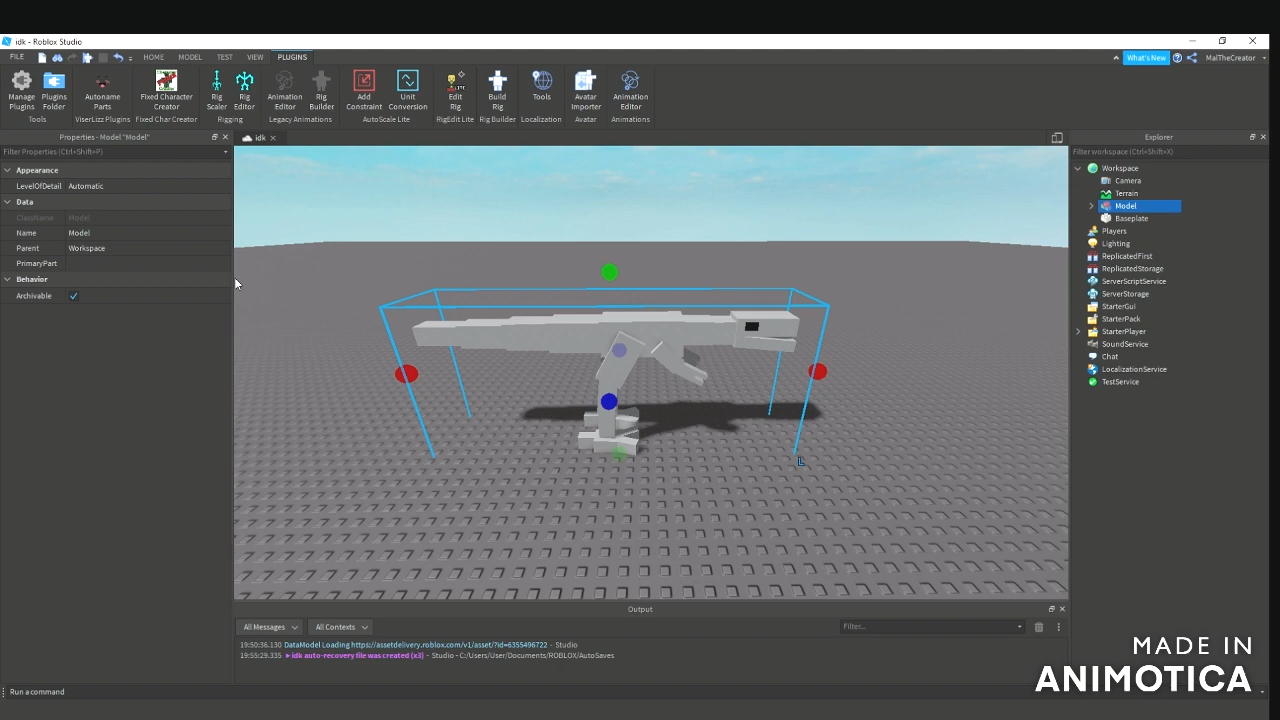 idk - Roblox Studio
FILE HOME MODEL TEST VIEW PLUGINS What's New MalTheCreator
Manage Plugins
Plugins Folder
Tools
Autoname Parts
ViserLizz Plugins
Fixed Character Creator
Fixed Char Creator
Rig Scaler
Rig Editor
Rigging
Animation Editor
Rig Builder
Legacy Animations
Add Constraint
Unit Conversion
AutoScale Lite
Edit Rig
RigEdit Lite
Build Rig
Rig Builder
Tools
Localization
Avatar Importer
Avatar
Animation Editor
Animations
Properties - Model "Model"
Filter Properties (Ctrl+Shift+P)
Appearance
LevelOfDetail Automatic
Data
ClassName Model
Name Model
Parent Workspace
PrimaryPart
Behavior
Archivable
idk
L
Explorer
Filter workspace (Ctrl+Shift+X)
Workspace
Camera
Terrain
Model
Baseplate
Players
Lighting
ReplicatedFirst
ReplicatedStorage
ServerScriptService
ServerStorage
StarterGui
StarterPack
StarterPlayer
SoundService
Chat
LocalizationService
TestService
Output
All Messages All Contexts Filter...
19:50:36.130 DataModel Loading https://assetdelivery.roblox.com/v1/asset/?id=6355496722 - Studio
19:55:29.335 idk auto-recovery file was created (x3) - Studio - C:/Users/User/Documents/ROBLOX/AutoSaves
Run a command
MADE IN
ANIMOTICA